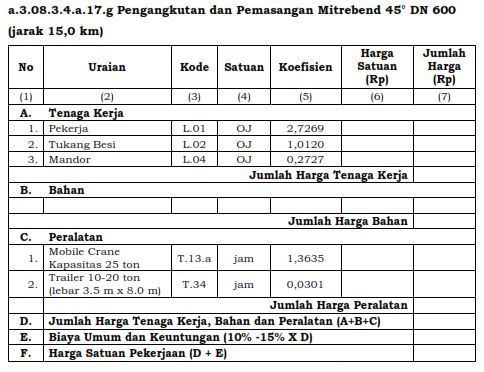 a.3.08.3.4.a.17.g Pengangkutan dan Pemasangan Mitrebend 45° DN 600
(jarak 15,0 km)
No Uraian Kode Satuan Koefisien Harga Satuan (Rp) Jumlah Harga (Rp)
(1) (2) (3) (4) (5) (6) (7)
A. Tenaga Kerja
1. Pekerja L.01 OJ 2,7269
2. Tukang Besi L.02 OJ 1,0120
3. Mandor L.04 OJ 0,2727
Jumlah Harga Tenaga Kerja
B. Bahan
Jumlah Harga Bahan
C. Peralatan
1. Mobile Crane Kapasitas 25 ton T.13.a jam 1,3635
2. Trailer 10-20 ton (lebar 3.5 m x 8.0 m) T.34 jam 0,0301
Jumlah Harga Peralatan
D. Jumlah Harga Tenaga Kerja, Bahan dan Peralatan (A+B+C)
E. Biaya Umum dan Keuntungan (10% -15% X D)
F. Harga Satuan Pekerjaan (D + E)